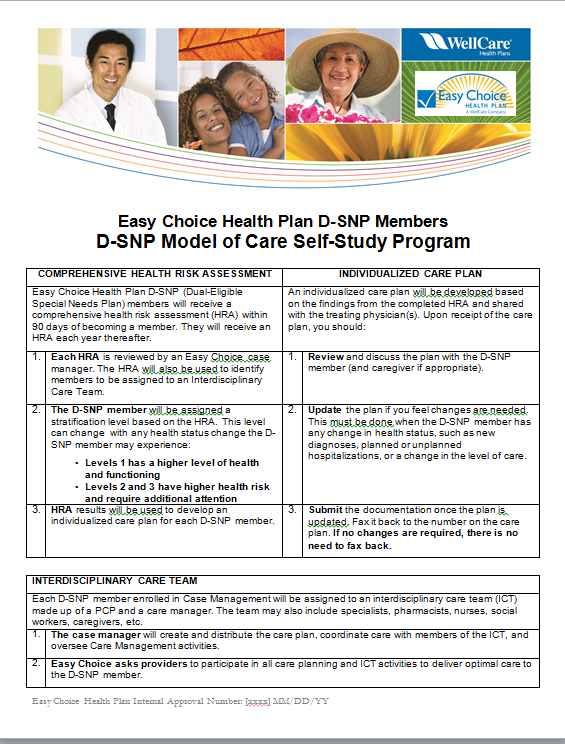 WellCare®
Health Plans
Easy Choice
HEALTH PLAN
A WellCare Company
Easy Choice Health Plan D-SNP Members
D-SNP Model of Care Self-Study Program
COMPREHENSIVE HEALTH RISK ASSESSMENT
Easy Choice Health Plan D-SNP (Dual-Eligible
Special Needs Plan) members will receive a
comprehensive health risk assessment (HRA) within
90 days of becoming a member. They will receive an
HRA each year thereafter.
1. Each HRA is reviewed by an Easy Choice case
manager. The HRA will also be used to identify
members to be assigned to an Interdisciplinary
Care Team.
2. The D-SNP member will be assigned a
stratification level based on the HRA. This level
can change with any health status change the D-
SNP member may experience:
• Levels 1 has a higher level of health
and functioning
• Levels 2 and 3 have higher health risk
and require additional attention
3. HRA results will be used to develop an
individualized care plan for each D-SNP member.
INDIVIDUALIZED CARE PLAN
An individualized care plan will be developed based
on the findings from the completed HRA and shared
with the treating physician(s). Upon receipt of the care
plan, you should:
1. Review and discuss the plan with the D-SNP
member (and caregiver if appropriate).
2. Update the plan if you feel changes are needed.
This must be done when the D-SNP member has
any change in health status, such as new
diagnoses, planned or unplanned
hospitalizations, or a change in the level of care.
3. Submit the documentation once the plan is
updated. Fax it back to the number on the care
plan. If no changes are required, there is no
need to fax back.
INTERDISCIPLINARY CARE TEAM
Each D-SNP member enrolled in Case Management will be assigned to an interdisciplinary care team (ICT)
made up of a PCP and a care manager. The team may also include specialists, pharmacists, nurses, social
workers, caregivers, etc.
1. The case manager will create and distribute the care plan, coordinate care with members of the ICT, and
oversee Care Management activities.
2. Easy Choice asks providers to participate in all care planning and ICT activities to deliver optimal care to
the D-SNP member.
Easy Choice Health Plan Internal Approval Number: [xxxx] MM/DD/YY